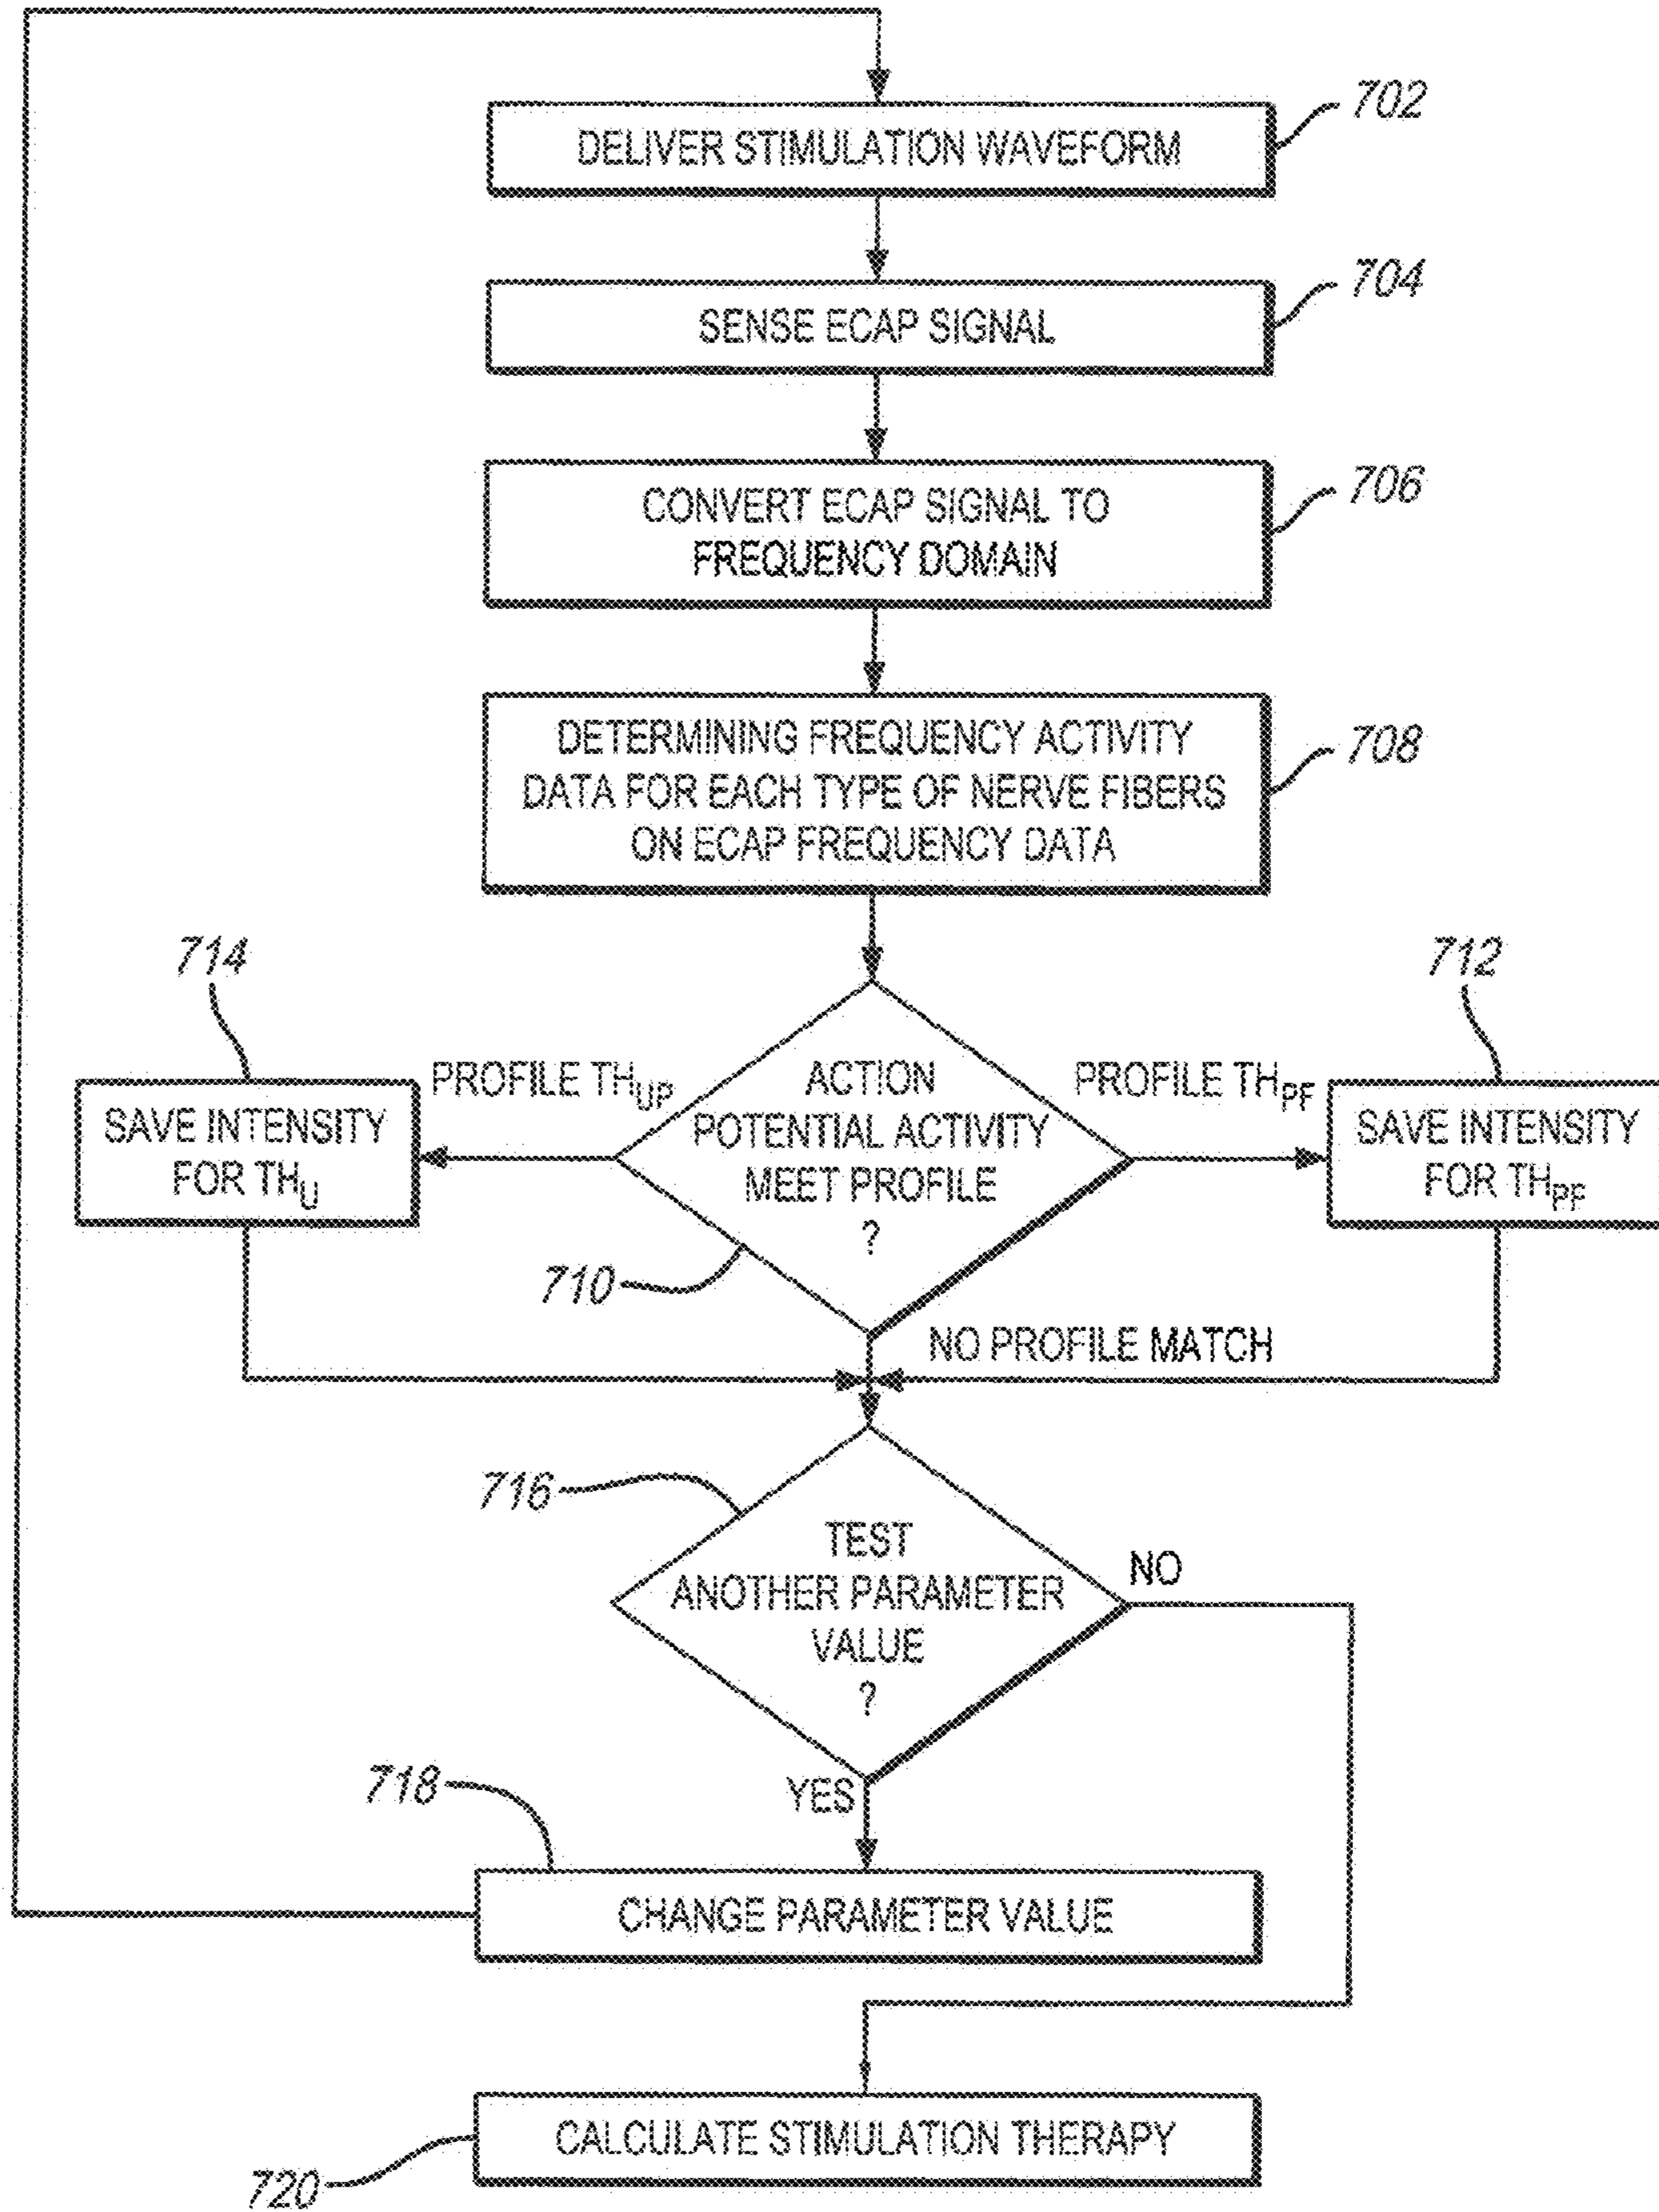 702
DELIVER STIMULATION WAVEFORM
704
SENSE ECAP SIGNAL
706
CONVERT ECAP SIGNAL TO
FREQUENCY DOMAIN
708
DETERMINING FREQUENCY ACTIVITY
DATA FOR EACH TYPE OF NERVE FIBERS
ON ECAP FREQUENCY DATA
714
712
PROFILE TH_UP
ACTION
POTENTIAL ACTIVITY
MEET PROFILE
?
PROFILE TH_PF
SAVE INTENSITY
FOR TH_U
SAVE INTENSITY
FOR TH_PF
710
NO PROFILE MATCH
716
TEST
ANOTHER PARAMETER
VALUE
?
NO
YES
718
CHANGE PARAMETER VALUE
CALCULATE STIMULATION THERAPY
720